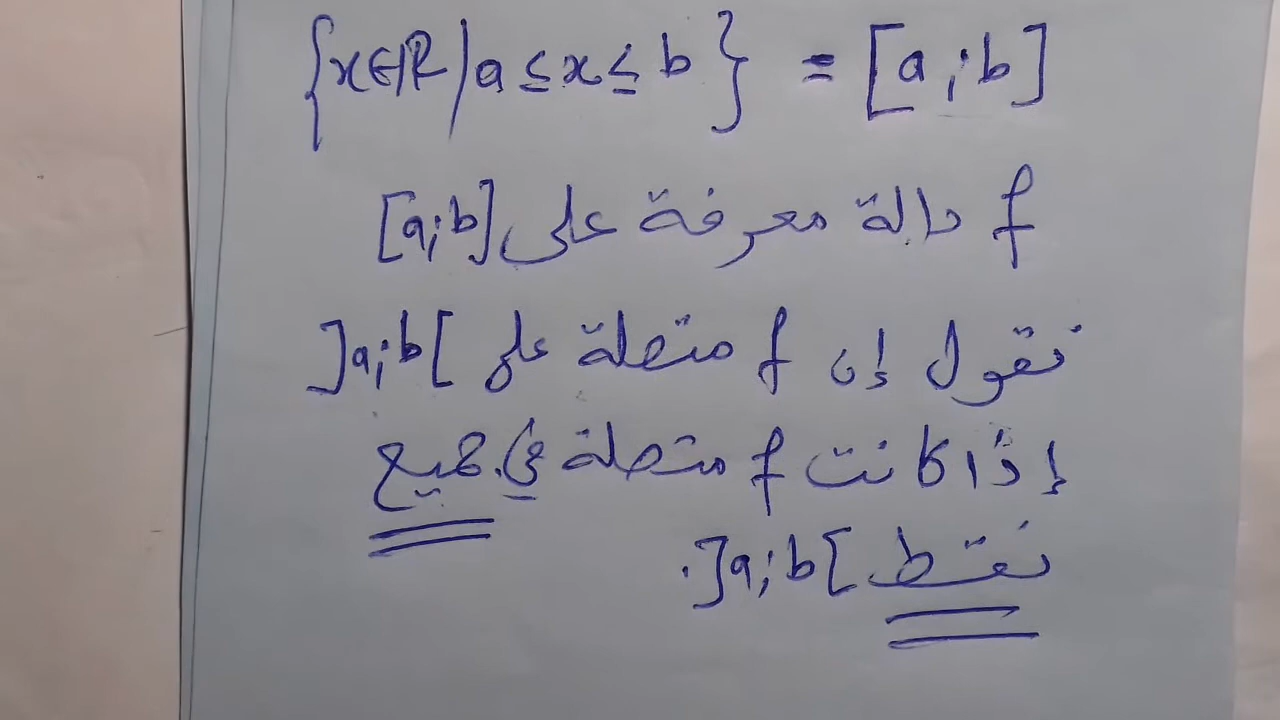 {x∈ℝ/a≤x≤b} = [a;b]
f دالة معرفة على [a;b]
نقول إن f متصلة على ]a;b[
إذا كانت f متصلة في جميع
نقط ]a;b[.